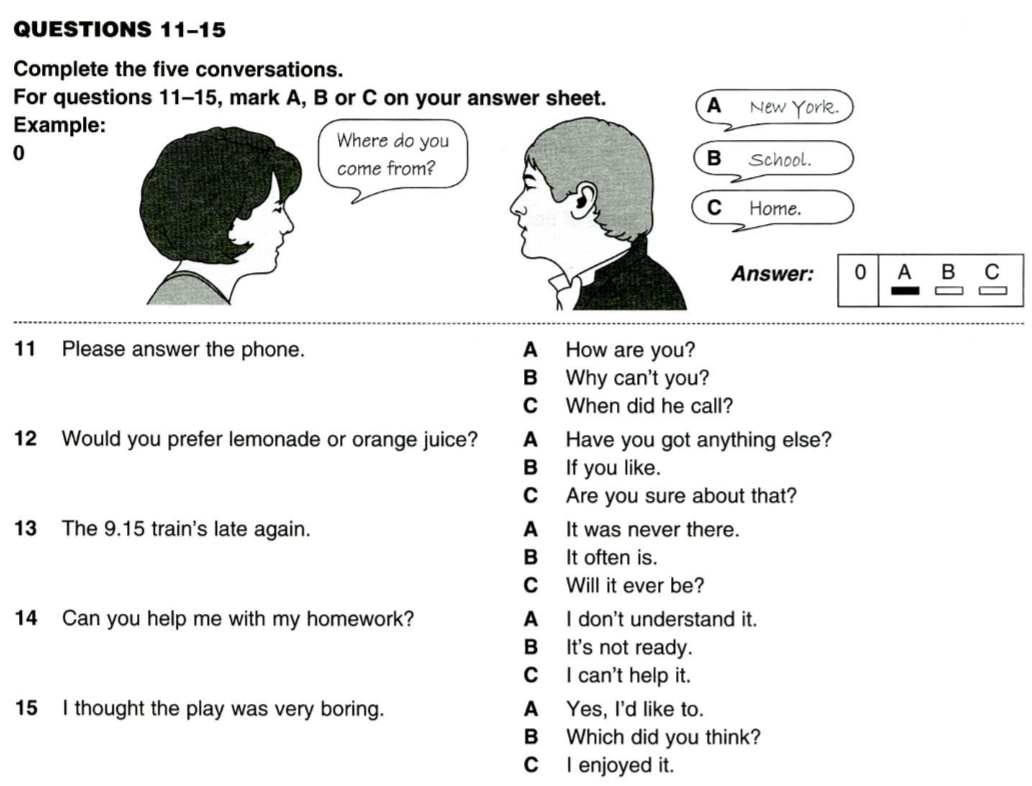 QUESTIONS 11–15
Complete the five conversations.
For questions 11–15, mark A, B or C on your answer sheet.
Example:
0
Where do you
come from?
A New York.
B School.
C Home.
Answer: 0 A B C
11 Please answer the phone.
A How are you?
B Why can't you?
C When did he call?
12 Would you prefer lemonade or orange juice?
A Have you got anything else?
B If you like.
C Are you sure about that?
13 The 9.15 train's late again.
A It was never there.
B It often is.
C Will it ever be?
14 Can you help me with my homework?
A I don't understand it.
B It's not ready.
C I can't help it.
15 I thought the play was very boring.
A Yes, I'd like to.
B Which did you think?
C I enjoyed it.